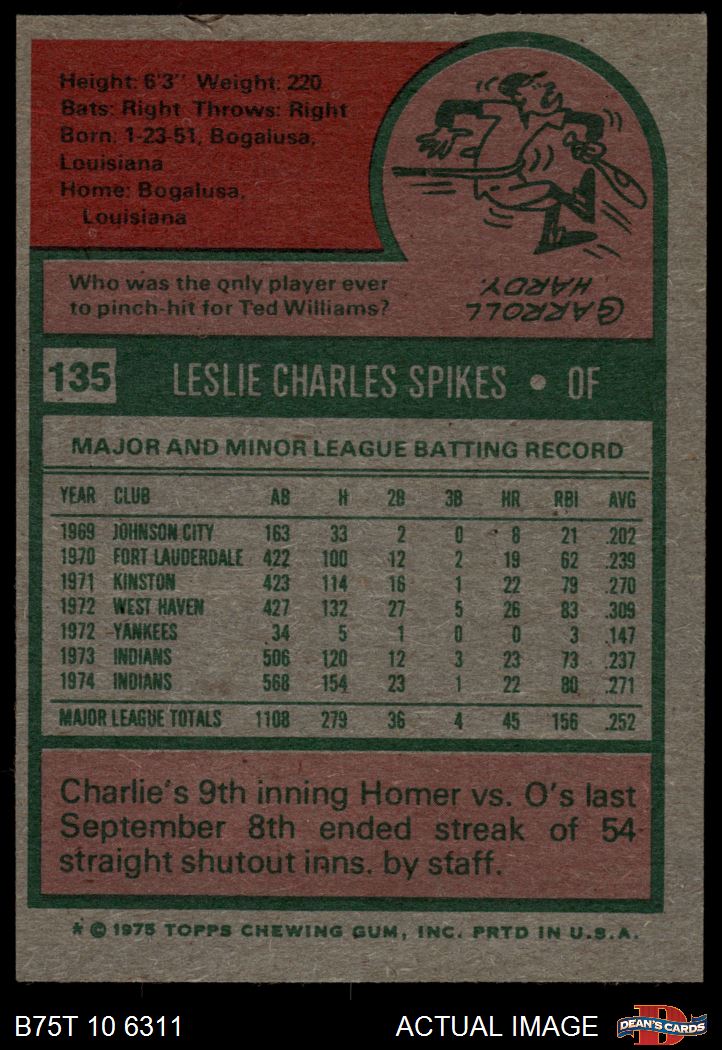 Height: 6'3" Weight: 220
Bats: Right Throws: Right
Born: 1-23-51, Bogalusa,
Louisiana
Home: Bogalusa,
Louisiana
Who was the only player ever
to pinch-hit for Ted Williams?
CARROLL
HARDY.
135 LESLIE CHARLES SPIKES • OF
MAJOR AND MINOR LEAGUE BATTING RECORD
YEAR CLUB AB H 2B 3B HR RBI AVG
1969 JOHNSON CITY 163 33 2 0 8 21 .202
1970 FORT LAUDERDALE 422 100 12 2 19 62 .239
1971 KINSTON 423 114 16 1 22 79 .270
1972 WEST HAVEN 427 132 27 5 26 83 .309
1972 YANKEES 34 5 1 0 0 3 .147
1973 INDIANS 506 120 12 3 23 73 .237
1974 INDIANS 568 154 23 1 22 80 .271
MAJOR LEAGUE TOTALS 1108 279 36 4 45 156 .252
Charlie's 9th inning Homer vs. O's last
September 8th ended streak of 54
straight shutout inns. by staff.
* © 1975 TOPPS CHEWING GUM, INC. PRTD IN U.S.A.
B75T 10 6311 ACTUAL IMAGE D DEAN'S CARDS